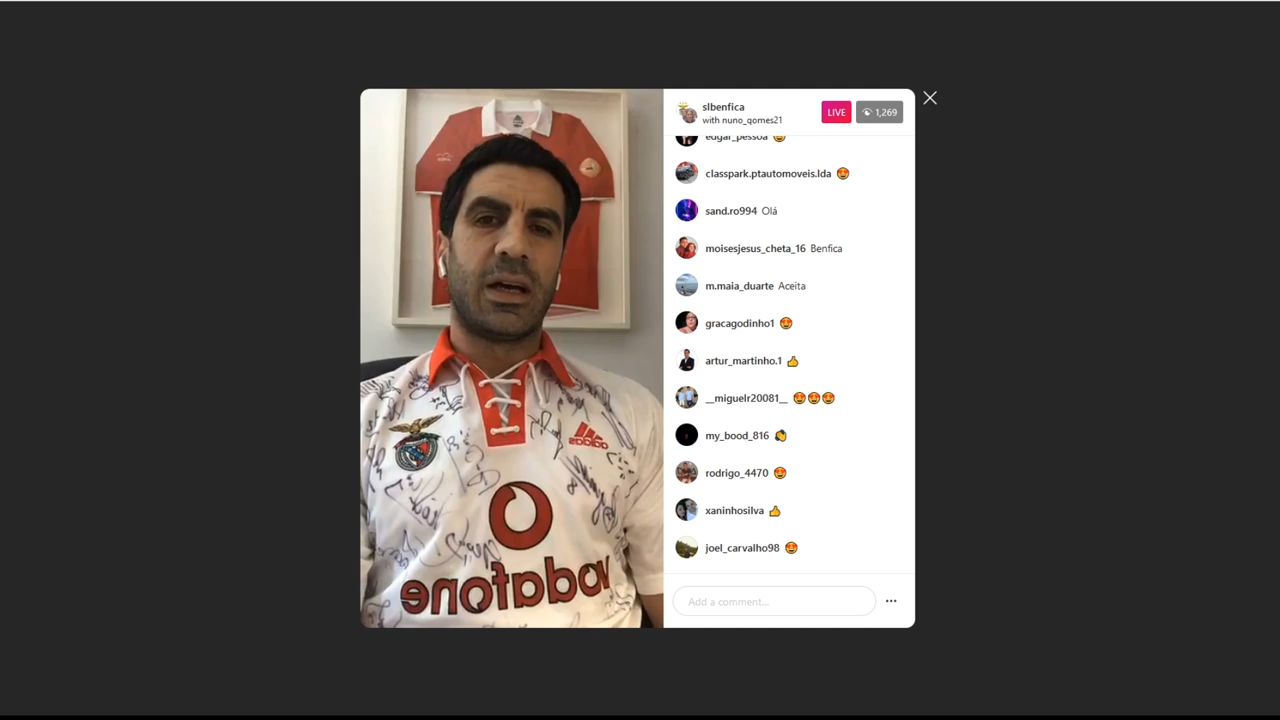 slbenfica
with nuno_gomes21
LIVE
1,269
edgar_pessoa 😍
classpark.ptautomoveis.lda 😍
sand.ro994 Olá
moisesjesus_cheta_16 Benfica
m.maia_duarte Aceita
gracagodinho1 😍
artur_martinho.1 👍
__miguelr20081__ 😍😍😍
my_bood_816 👏
rodrigo_4470 😍
xaninhosilva 👍
joel_carvalho98 😍
Add a comment...
adidas
vodafone